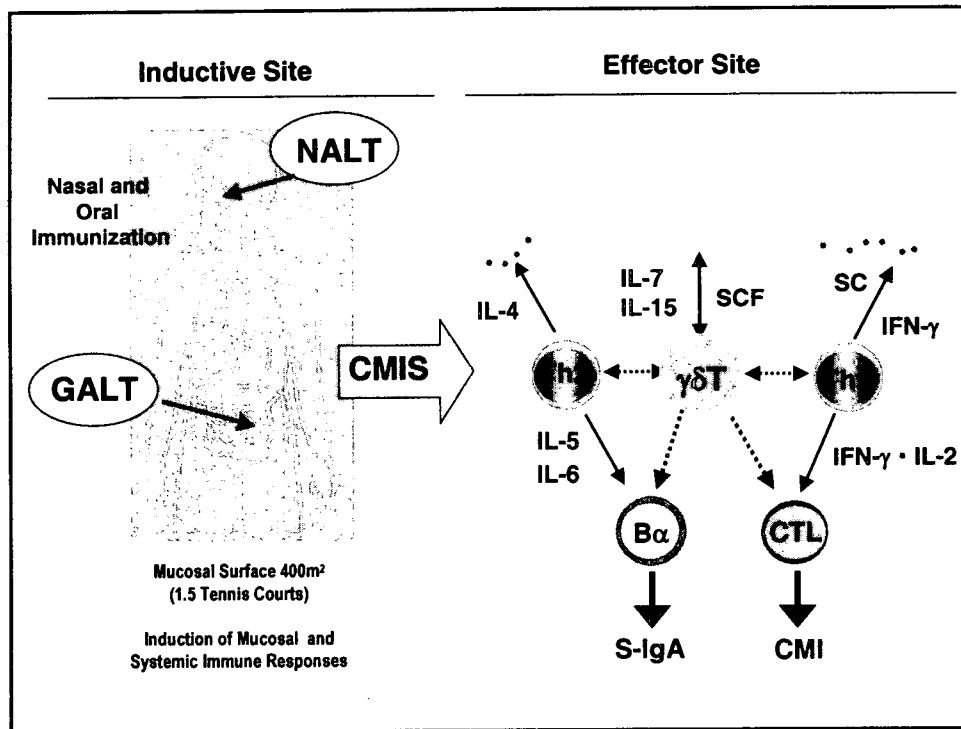 Inductive Site
Effector Site
NALT
Nasal and
Oral
Immunization
GALT
CMIS
Mucosal Surface 400m²
(1.5 Tennis Courts)
Induction of Mucosal and
Systemic Immune Responses
IL-4
IL-7
IL-15
SCF
SC
IFN-γ
h
γδT
h
IL-5
IL-6
IFN-γ · IL-2
Bα
CTL
S-IgA
CMI